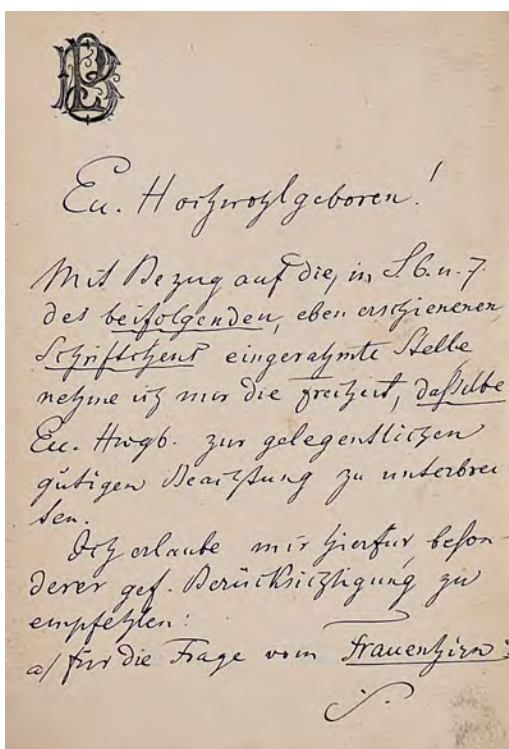 Eu. Hochwohlgeboren!
Mit Bezug auf die, in S 6. u. 7.
des beifolgenden, eben erschienenen
Schriftchens eingerahmte Stelle
nehme ich mir die Freiheit, dasselbe
Eu. Hwgb. zur gelegentlichen
gütigen Beachtung zu unterbrei
ten.
Ich erlaube mir hierfür, beson-
derer gef. Berücksichtigung zu
empfehlen:
a/ für die Frage vom Frauenhirn: